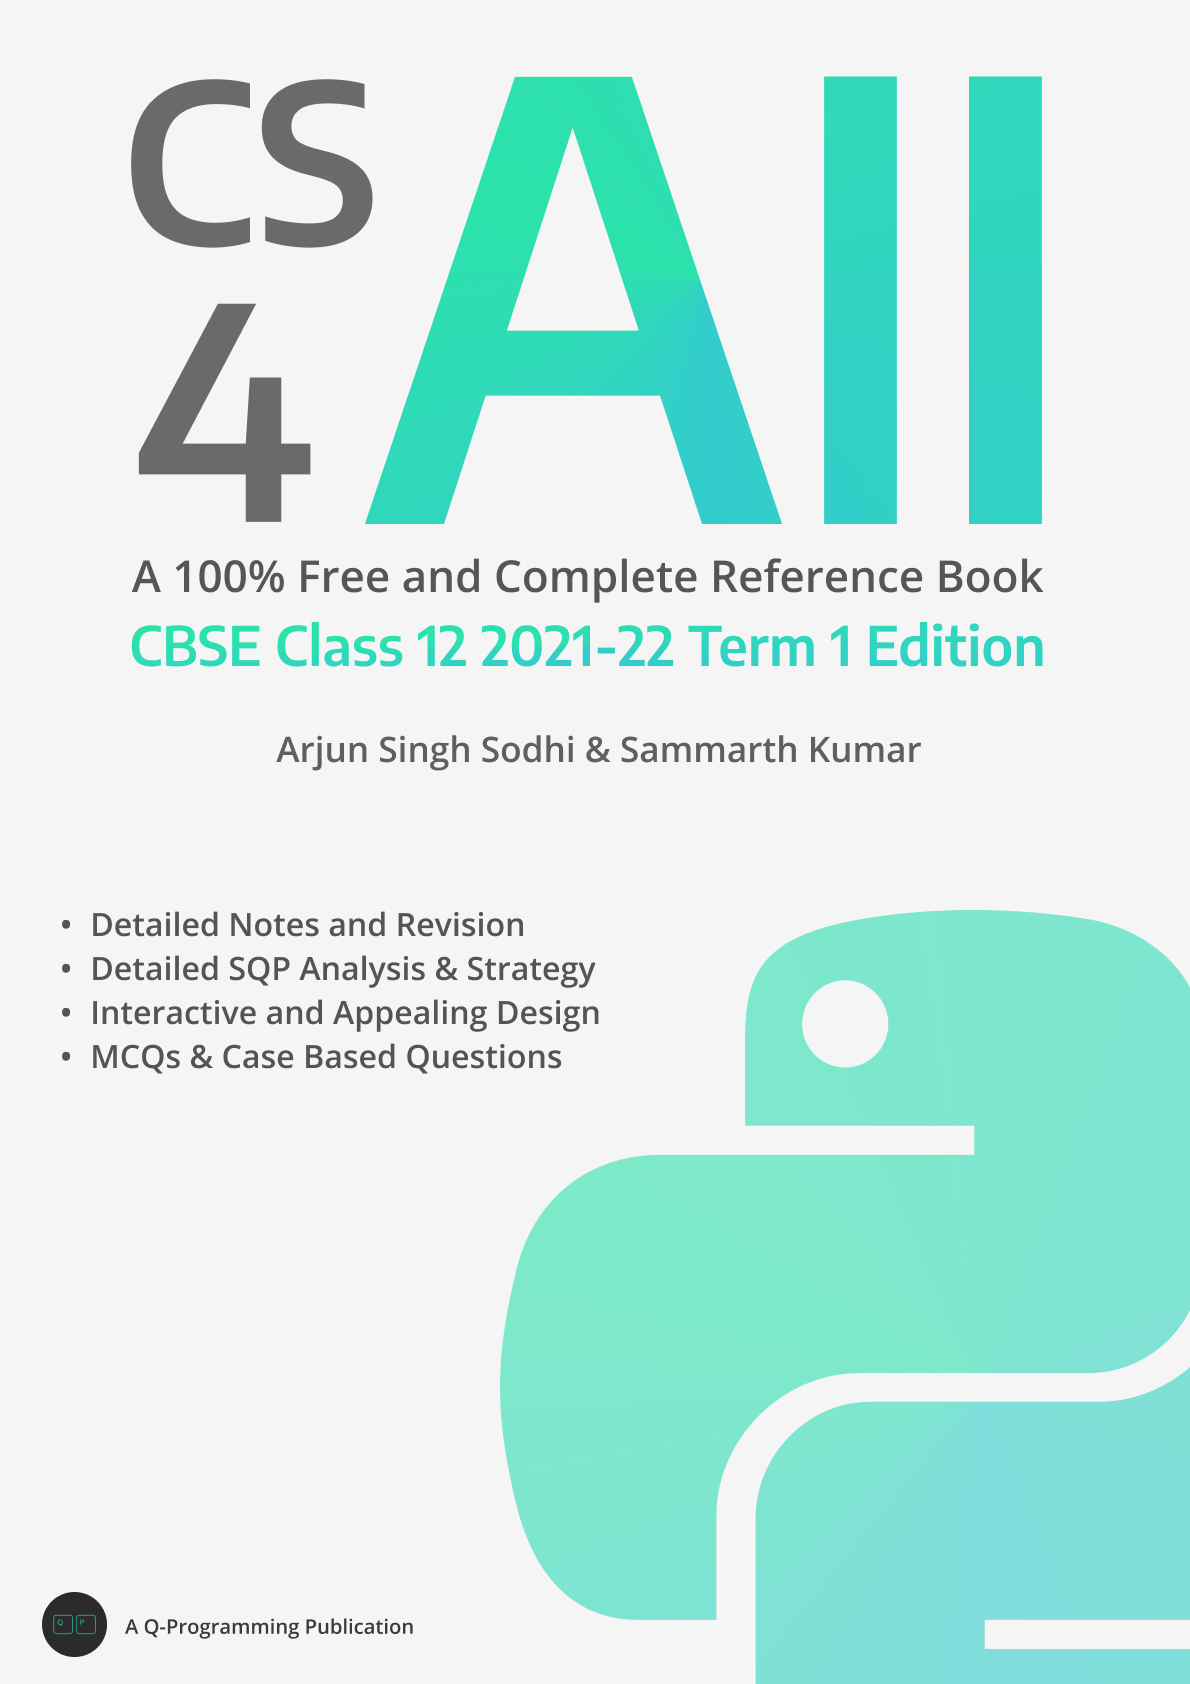 CS
4
All
A 100% Free and Complete Reference Book
CBSE Class 12 2021-22 Term 1 Edition
Arjun Singh Sodhi & Sammarth Kumar
• Detailed Notes and Revision
• Detailed SQP Analysis & Strategy
• Interactive and Appealing Design
• MCQs & Case Based Questions
Q P
A Q-Programming Publication